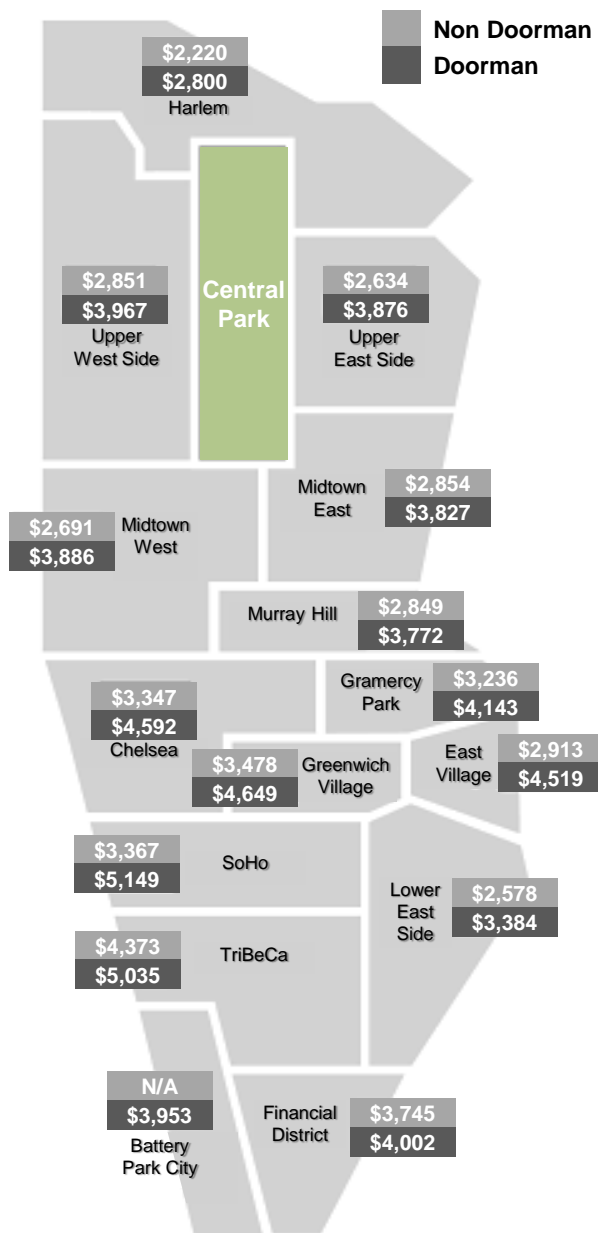 Non Doorman
Doorman
$2,220
$2,800
Harlem
$2,851
$3,967
Upper
West Side
Central
Park
$2,634
$3,876
Upper
East Side
Midtown
East
$2,854
$3,827
$2,691
$3,886
Midtown
West
Murray Hill
$2,849
$3,772
$3,347
$4,592
Chelsea
Gramercy
Park
$3,236
$4,143
$3,478
$4,649
Greenwich
Village
East
Village
$2,913
$4,519
$3,367
$5,149
SoHo
Lower
East
Side
$2,578
$3,384
$4,373
$5,035
TriBeCa
N/A
$3,953
Battery
Park City
Financial
District
$3,745
$4,002